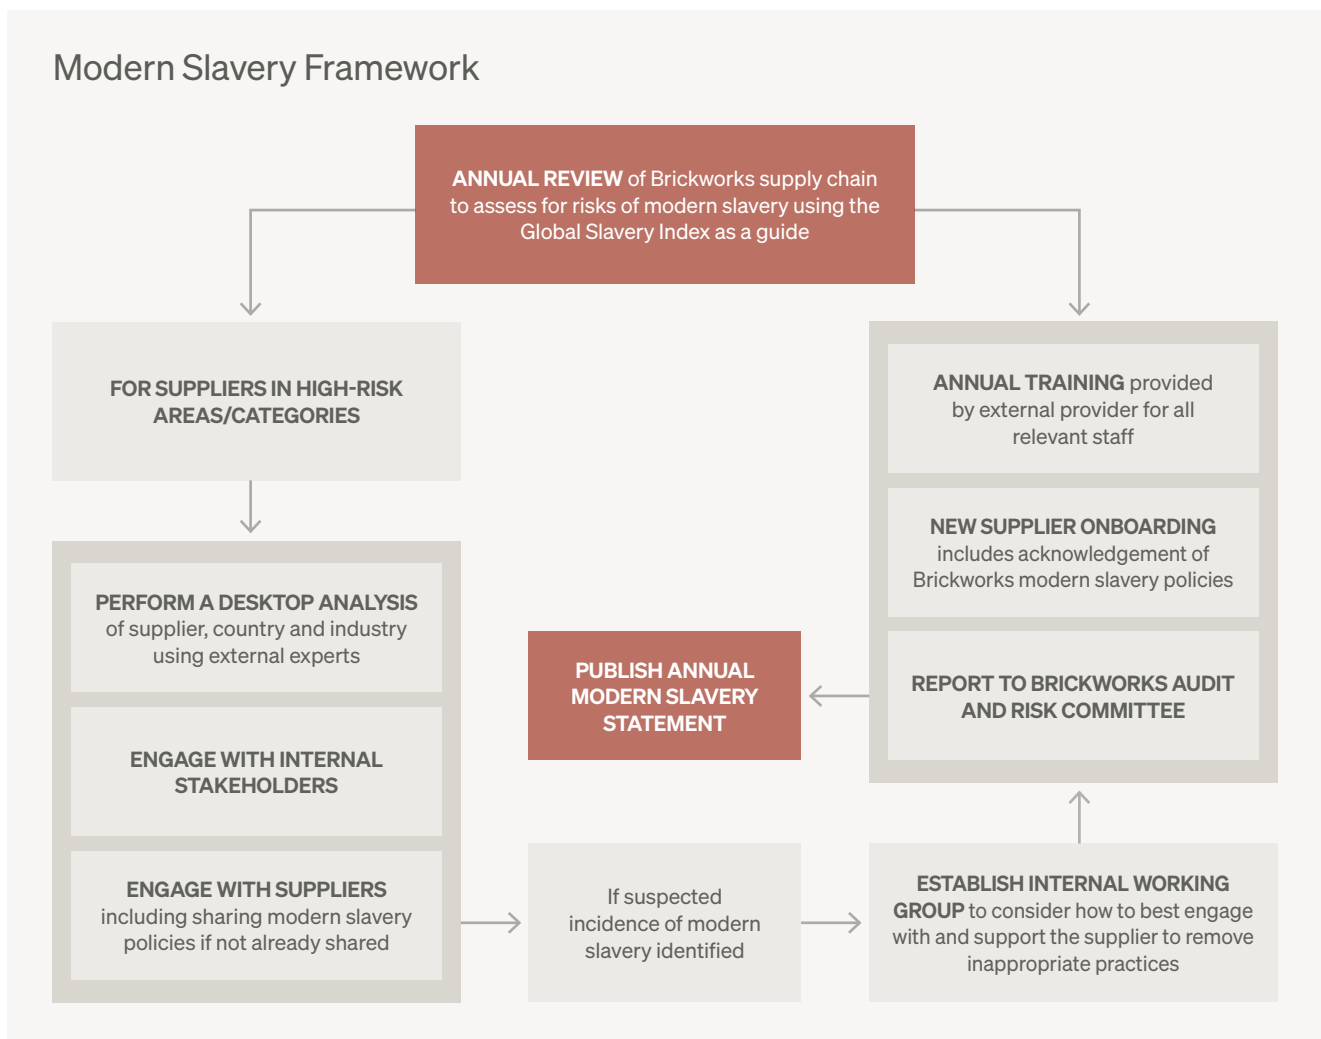 Modern Slavery Framework
ANNUAL REVIEW of Brickworks supply chain
to assess for risks of modern slavery using the
Global Slavery Index as a guide
FOR SUPPLIERS IN HIGH-RISK
AREAS/CATEGORIES
PERFORM A DESKTOP ANALYSIS
of supplier, country and industry
using external experts
ENGAGE WITH INTERNAL
STAKEHOLDERS
ENGAGE WITH SUPPLIERS
including sharing modern slavery
policies if not already shared
If suspected
incidence of modern
slavery identified
ESTABLISH INTERNAL WORKING
GROUP to consider how to best engage
with and support the supplier to remove
inappropriate practices
ANNUAL TRAINING provided
by external provider for all
relevant staff
NEW SUPPLIER ONBOARDING
includes acknowledgement of
Brickworks modern slavery policies
REPORT TO BRICKWORKS AUDIT
AND RISK COMMITTEE
PUBLISH ANNUAL
MODERN SLAVERY
STATEMENT